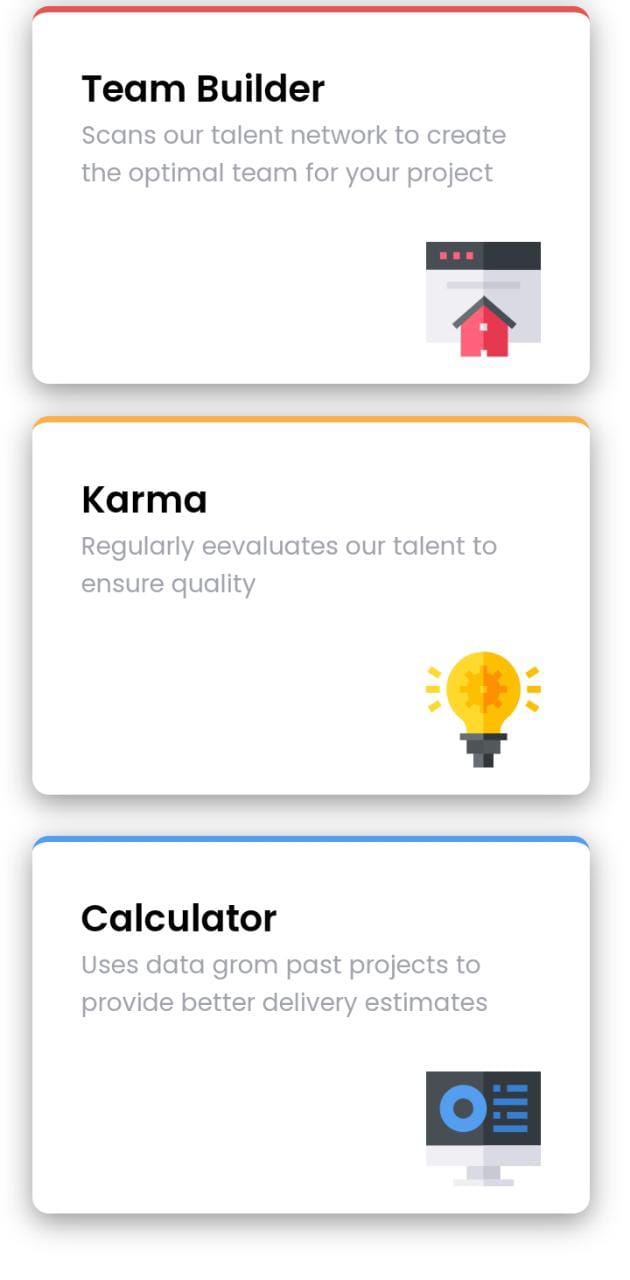 Team Builder
Scans our talent network to create
the optimal team for your project
Karma
Regularly eevaluates our talent to
ensure quality
Calculator
Uses data grom past projects to
provide better delivery estimates